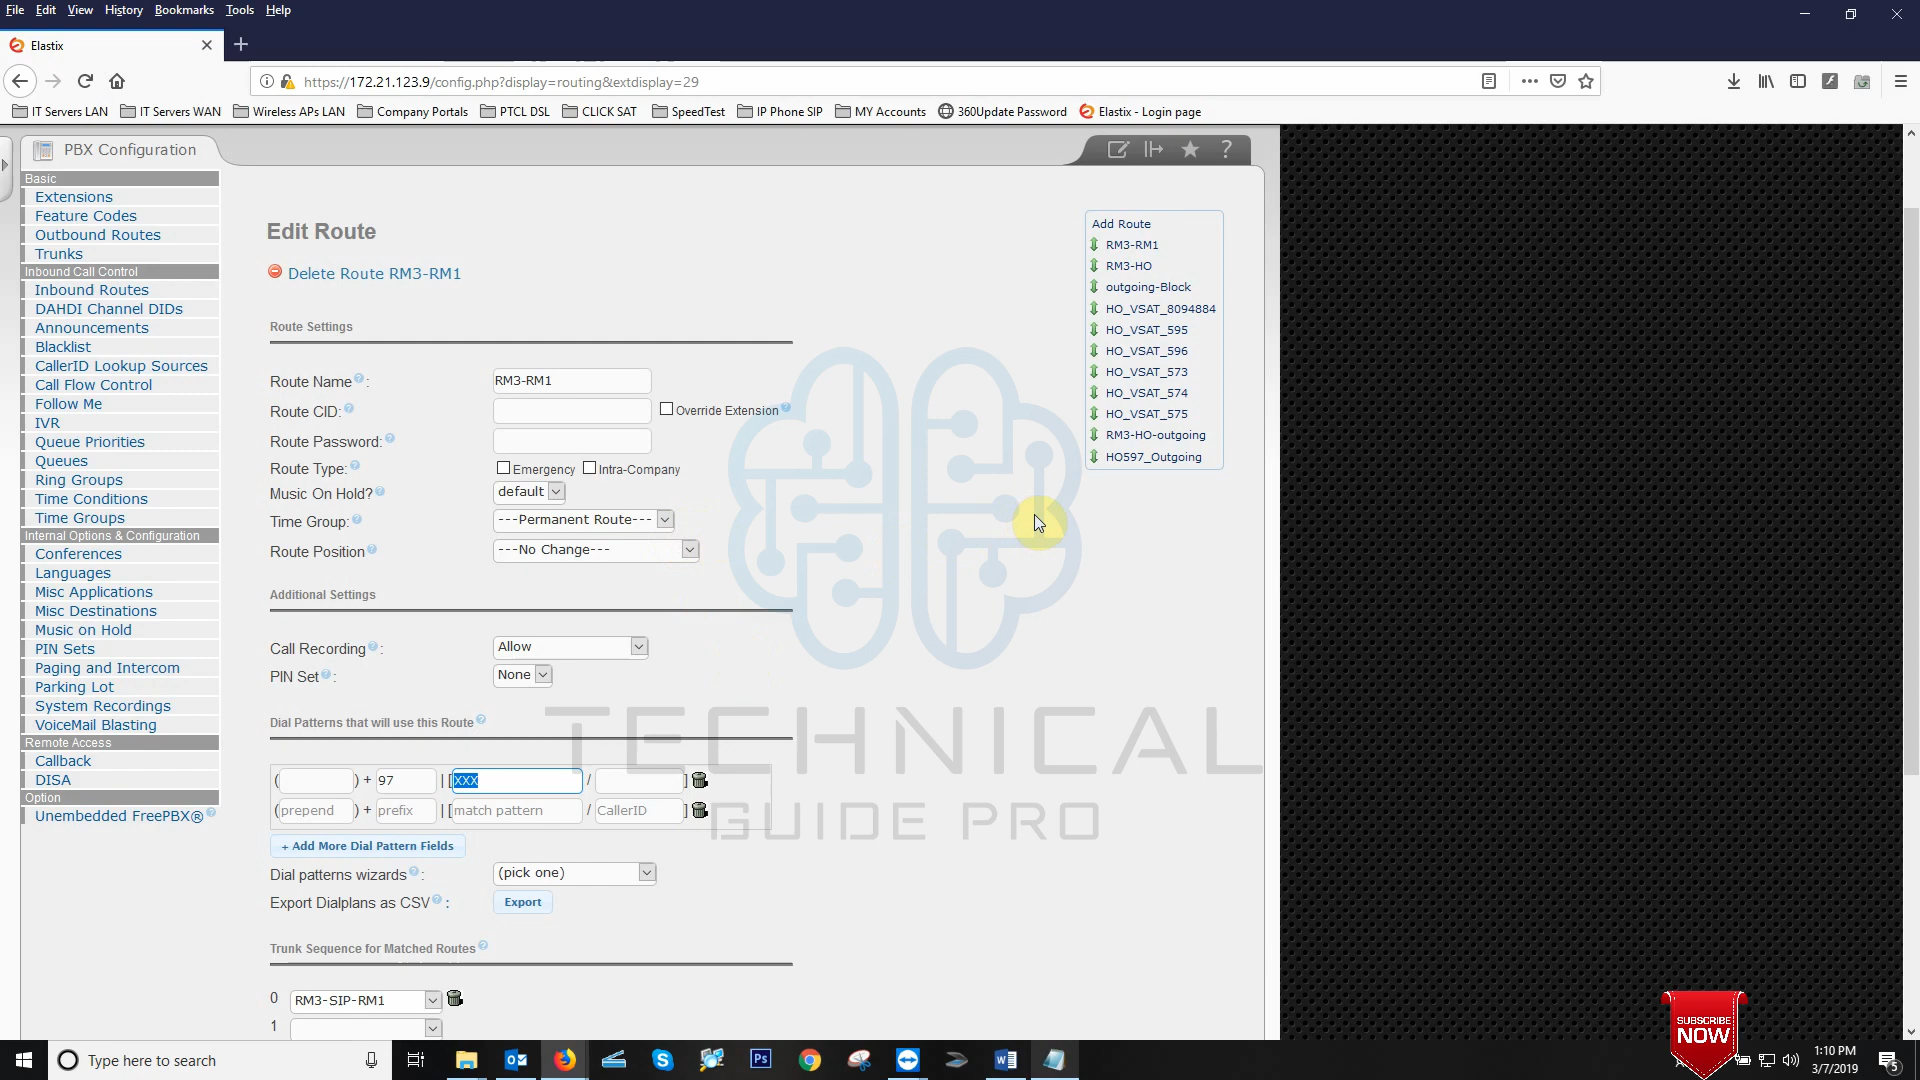 File Edit View History Bookmarks Tools Help
Elastix
https://172.21.123.9/config.php?display=routing&extdisplay=29
IT Servers LAN IT Servers WAN Wireless APs LAN Company Portals PTCL DSL CLICK SAT SpeedTest IP Phone SIP MY Accounts 360Update Password Elastix - Login page
PBX Configuration
?
Basic
Extensions
Feature Codes
Outbound Routes
Trunks
Inbound Call Control
Inbound Routes
DAHDI Channel DIDs
Announcements
Blacklist
CallerID Lookup Sources
Call Flow Control
Follow Me
IVR
Queue Priorities
Queues
Ring Groups
Time Conditions
Time Groups
Internal Options & Configuration
Conferences
Languages
Misc Applications
Misc Destinations
Music on Hold
PIN Sets
Paging and Intercom
Parking Lot
System Recordings
VoiceMail Blasting
Remote Access
Callback
DISA
Option
Unembedded FreePBX®
Edit Route
Delete Route RM3-RM1
Route Settings
Route Name: RM3-RM1
Route CID: Override Extension
Route Password:
Route Type: Emergency Intra-Company
Music On Hold? default
Time Group: ---Permanent Route---
Route Position ---No Change---
Additional Settings
Call Recording: Allow
PIN Set: None
Dial Patterns that will use this Route
( ) + 97 | [XXX / ]
(prepend ) + prefix | [match pattern / CallerID ]
+ Add More Dial Pattern Fields
Dial patterns wizards: (pick one)
Export Dialplans as CSV: Export
Trunk Sequence for Matched Routes
0 RM3-SIP-RM1
1
Add Route
RM3-RM1
RM3-HO
outgoing-Block
HO_VSAT_8094884
HO_VSAT_595
HO_VSAT_596
HO_VSAT_573
HO_VSAT_574
HO_VSAT_575
RM3-HO-outgoing
HO597_Outgoing
TECHNICAL
GUIDE PRO
SUBSCRIBE
NOW
Type here to search
Ps
1:10 PM
3/7/2019
5